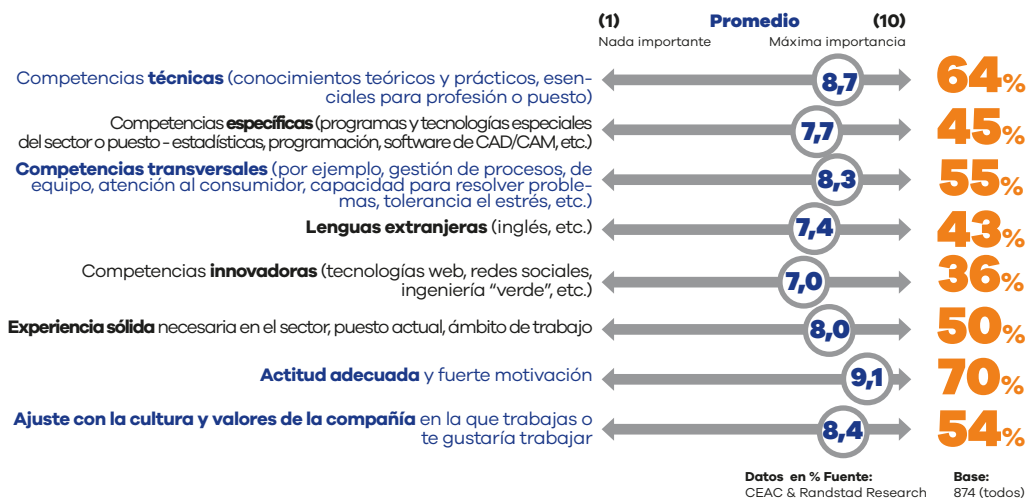 (1) Promedio (10)
Nada importante Máxima importancia
Competencias técnicas (conocimientos teóricos y prácticos, esen-
ciales para profesión o puesto)
8,7
64%
Competencias específicas (programas y tecnologías especiales
del sector o puesto - estadísticas, programación, software de CAD/CAM, etc.)
7,7
45%
Competencias transversales (por ejemplo, gestión de procesos, de
equipo, atención al consumidor, capacidad para resolver proble-
mas, tolerancia el estrés, etc.)
8,3
55%
Lenguas extranjeras (inglés, etc.)
7,4
43%
Competencias innovadoras (tecnologías web, redes sociales,
ingeniería “verde”, etc.)
7,0
36%
Experiencia sólida necesaria en el sector, puesto actual, ámbito de trabajo
8,0
50%
Actitud adecuada y fuerte motivación
9,1
70%
Ajuste con la cultura y valores de la compañía en la que trabajas o
te gustaría trabajar
8,4
54%
Datos en % Fuente: Base:
CEAC & Randstad Research 874 (todos)